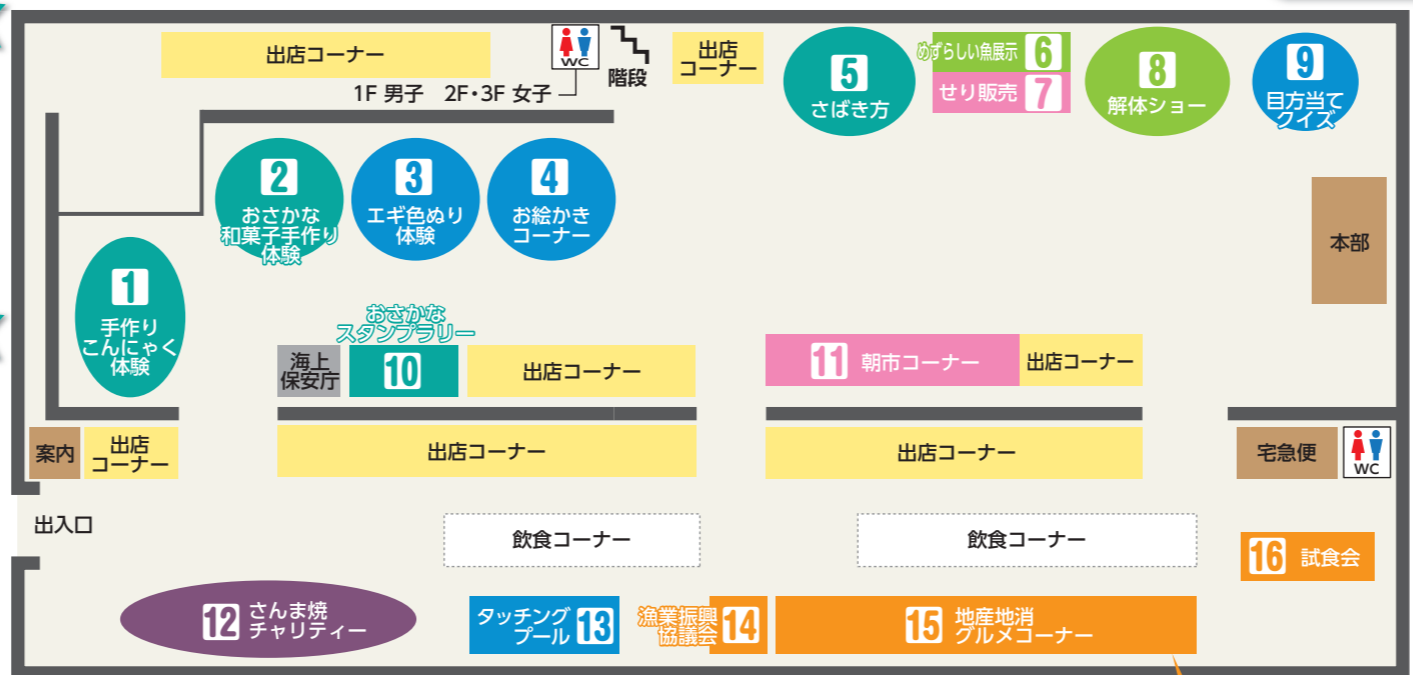 出店コーナー
WC
階段
1F 男子 2F・3F 女子
出店
コーナー
5
さばき方
めずらしい魚展示 6
せり販売 7
8
解体ショー
9
目方当て
クイズ
2
おさかな
和菓子手作り
体験
3
エギ色ぬり
体験
4
お絵かき
コーナー
本部
1
手作り
こんにゃく
体験
おさかな
スタンプラリー
海上
保安庁
10
出店コーナー
11 朝市コーナー
出店コーナー
案内
出店
コーナー
出店コーナー
出店コーナー
宅急便
WC
出入口
飲食コーナー
飲食コーナー
16 試食会
12 さんま焼
チャリティー
タッチング
プール 13
漁業振興
協議会 14
15 地産地消
グルメコーナー